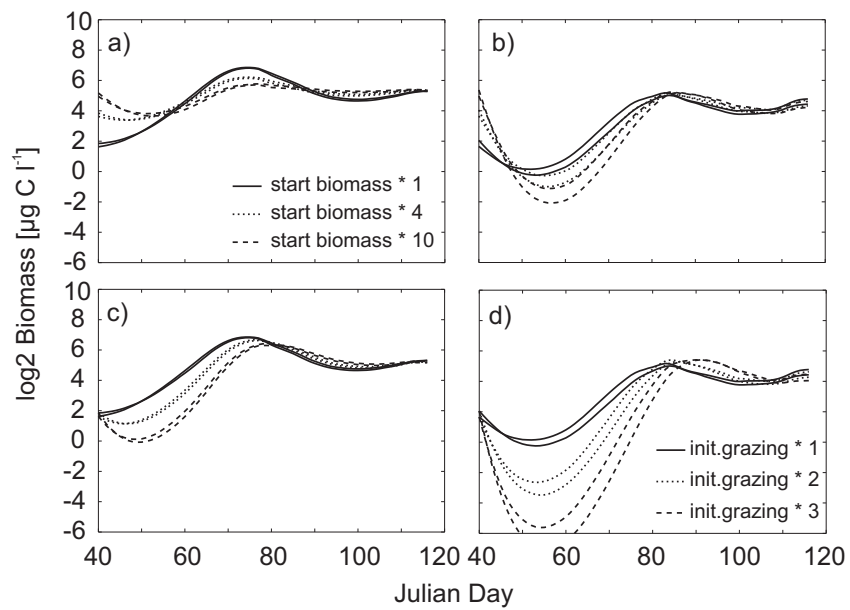 log2 Biomass [µg C l⁻¹]
10
8
6
4
2
0
-2
-4
-6
a)
start biomass * 1
start biomass * 4
start biomass * 10
b)
10
8
6
4
2
0
-2
-4
-6
c)
40 60 80 100 120
d)
init.grazing * 1
init.grazing * 2
init.grazing * 3
40 60 80 100 120
Julian Day